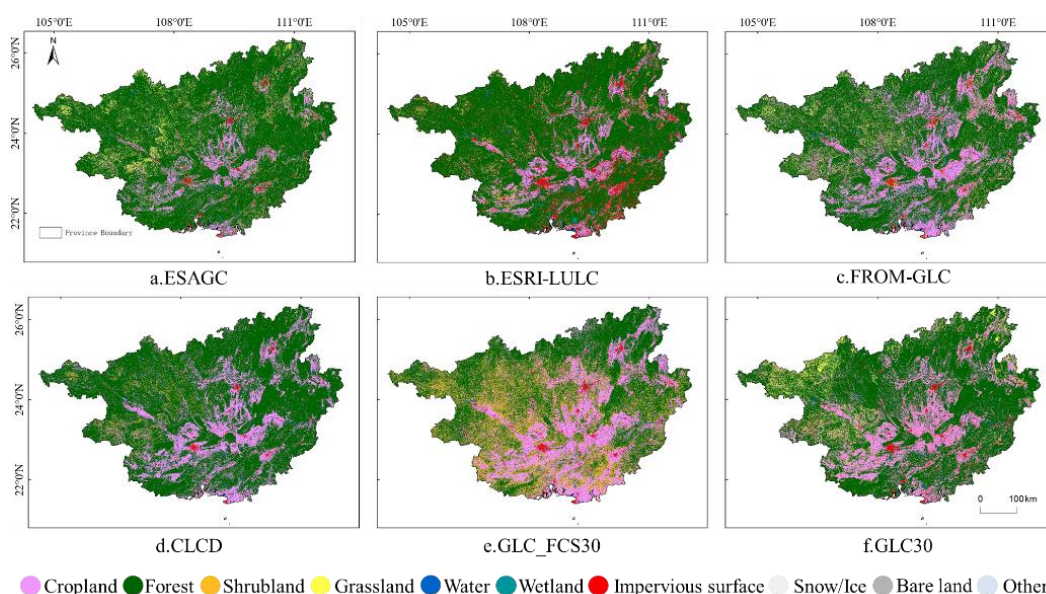 105°0'E 108°0'E 111°0'E
N
26°0'N
24°0'N
22°0'N
Province Boundary
a.ESAGC b.ESRI-LULC c.FROM-GLC
105°0'E 108°0'E 111°0'E 105°0'E 108°0'E 111°0'E
26°0'N
24°0'N
22°0'N
0 100km
d.CLCD e.GLC_FCS30 f.GLC30
Cropland Forest Shrubland Grassland Water Wetland Impervious surface Snow/Ice Bare land Other